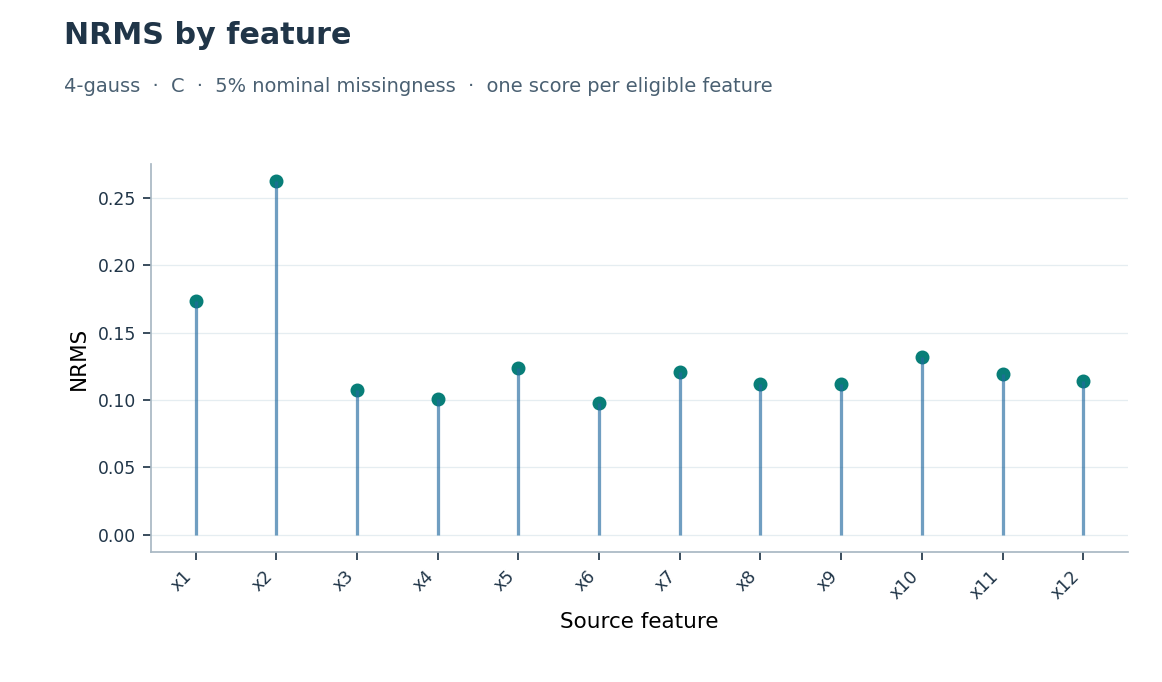 NRMS by feature
4-gauss · C · 5% nominal missingness · one score per eligible feature
0.25
0.20
0.15
0.10
0.05
0.00
NRMS
x1 x2 x3 x4 x5 x6 x7 x8 x9 x10 x11 x12
Source feature